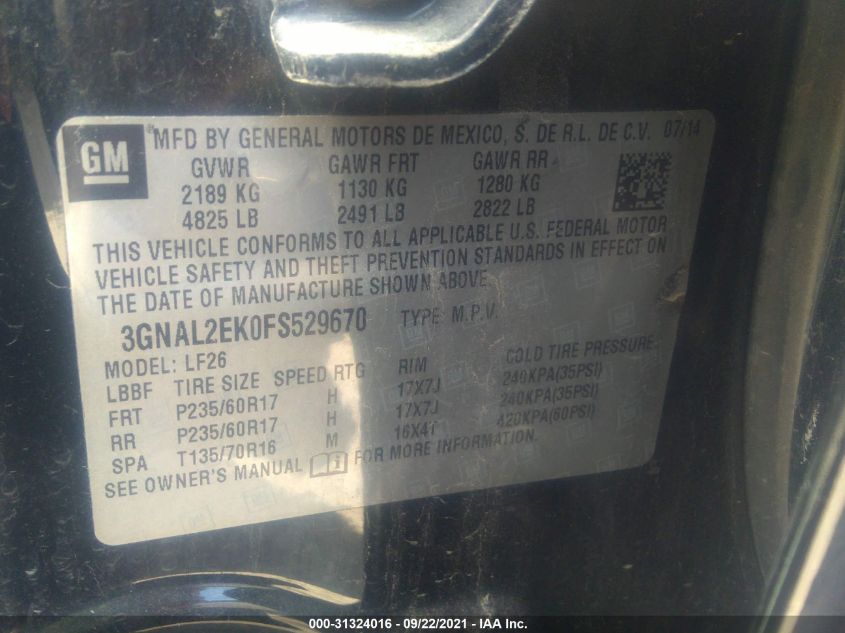 GM
MFD BY GENERAL MOTORS DE MEXICO, S. DE R.L. DE C.V. 07/14
GVWR GAWR FRT GAWR RR
2189 KG 1130 KG 1280 KG
4825 LB 2491 LB 2822 LB
THIS VEHICLE CONFORMS TO ALL APPLICABLE U.S. FEDERAL MOTOR
VEHICLE SAFETY AND THEFT PREVENTION STANDARDS IN EFFECT ON
THE DATE OF MANUFACTURE SHOWN ABOVE.
3GNAL2EK0FS529670 TYPE: M.P.V.
MODEL: LF26
LBBF TIRE SIZE SPEED RTG RIM COLD TIRE PRESSURE
FRT P235/60R17 H 17X7J 240KPA(35PSI)
RR P235/60R17 H 17X7J 240KPA(35PSI)
SPA T135/70R16 M 16X4T 420KPA(60PSI)
SEE OWNER'S MANUAL FOR MORE INFORMATION.
000-31324016 - 09/22/2021 - IAA Inc.